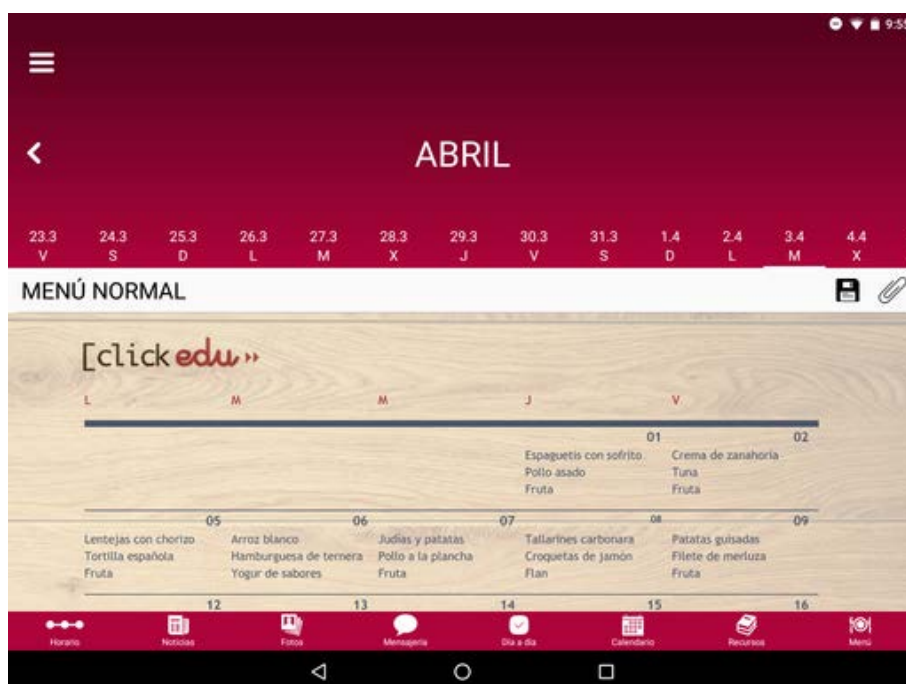 9:55
ABRIL
23.3 24.3 25.3 26.3 27.3 28.3 29.3 30.3 31.3 1.4 2.4 3.4 4.4
V S D L M X J V S D L M X
MENÚ NORMAL
[clickedu››
L M M J V
01 02
Espaguetis con sofrito Crema de zanahoria
Pollo asado Tuna
Fruta Fruta
05 06 07 08 09
Lentejas con chorizo Arroz blanco Judías y patatas Tallarines carbonara Patatas guisadas
Tortilla española Hamburguesa de ternera Pollo a la plancha Croquetas de jamón Filete de merluza
Fruta Yogur de sabores Fruta Flan Fruta
12 13 14 15 16
Horario Noticias Fotos Mensajería Día a día Calendario Recursos Menú